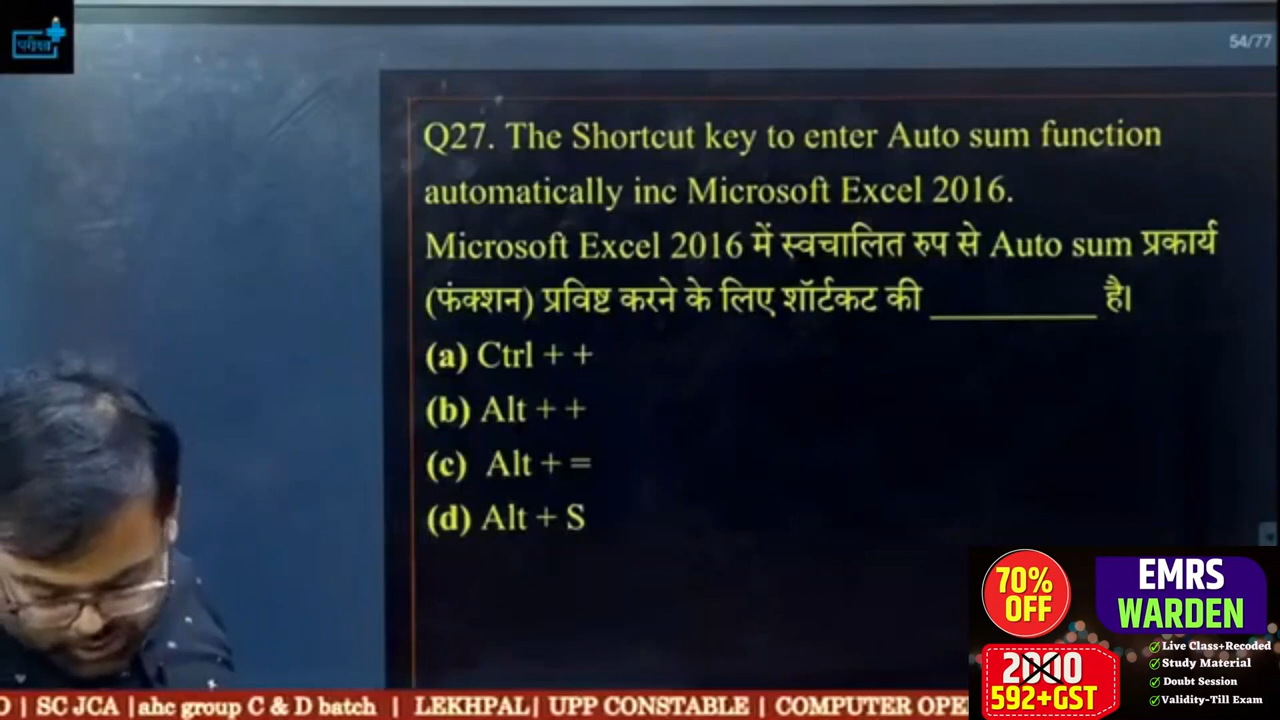 परीक्षा
54/77
Q27. The Shortcut key to enter Auto sum function
automatically inc Microsoft Excel 2016.
Microsoft Excel 2016 में स्वचालित रुप से Auto sum प्रकार्य
(फंक्शन) प्रविष्ट करने के लिए शॉर्टकट की __________ है।
(a) Ctrl + +
(b) Alt + +
(c) Alt + =
(d) Alt + S
70%
OFF
EMRS
WARDEN
2000
592+GST
Live Class+Recoded
Study Material
Doubt Session
Validity-Till Exam
| SC JCA |ahc group C & D batch | LEKHPAL| UPP CONSTABLE | COMPUTER OPE